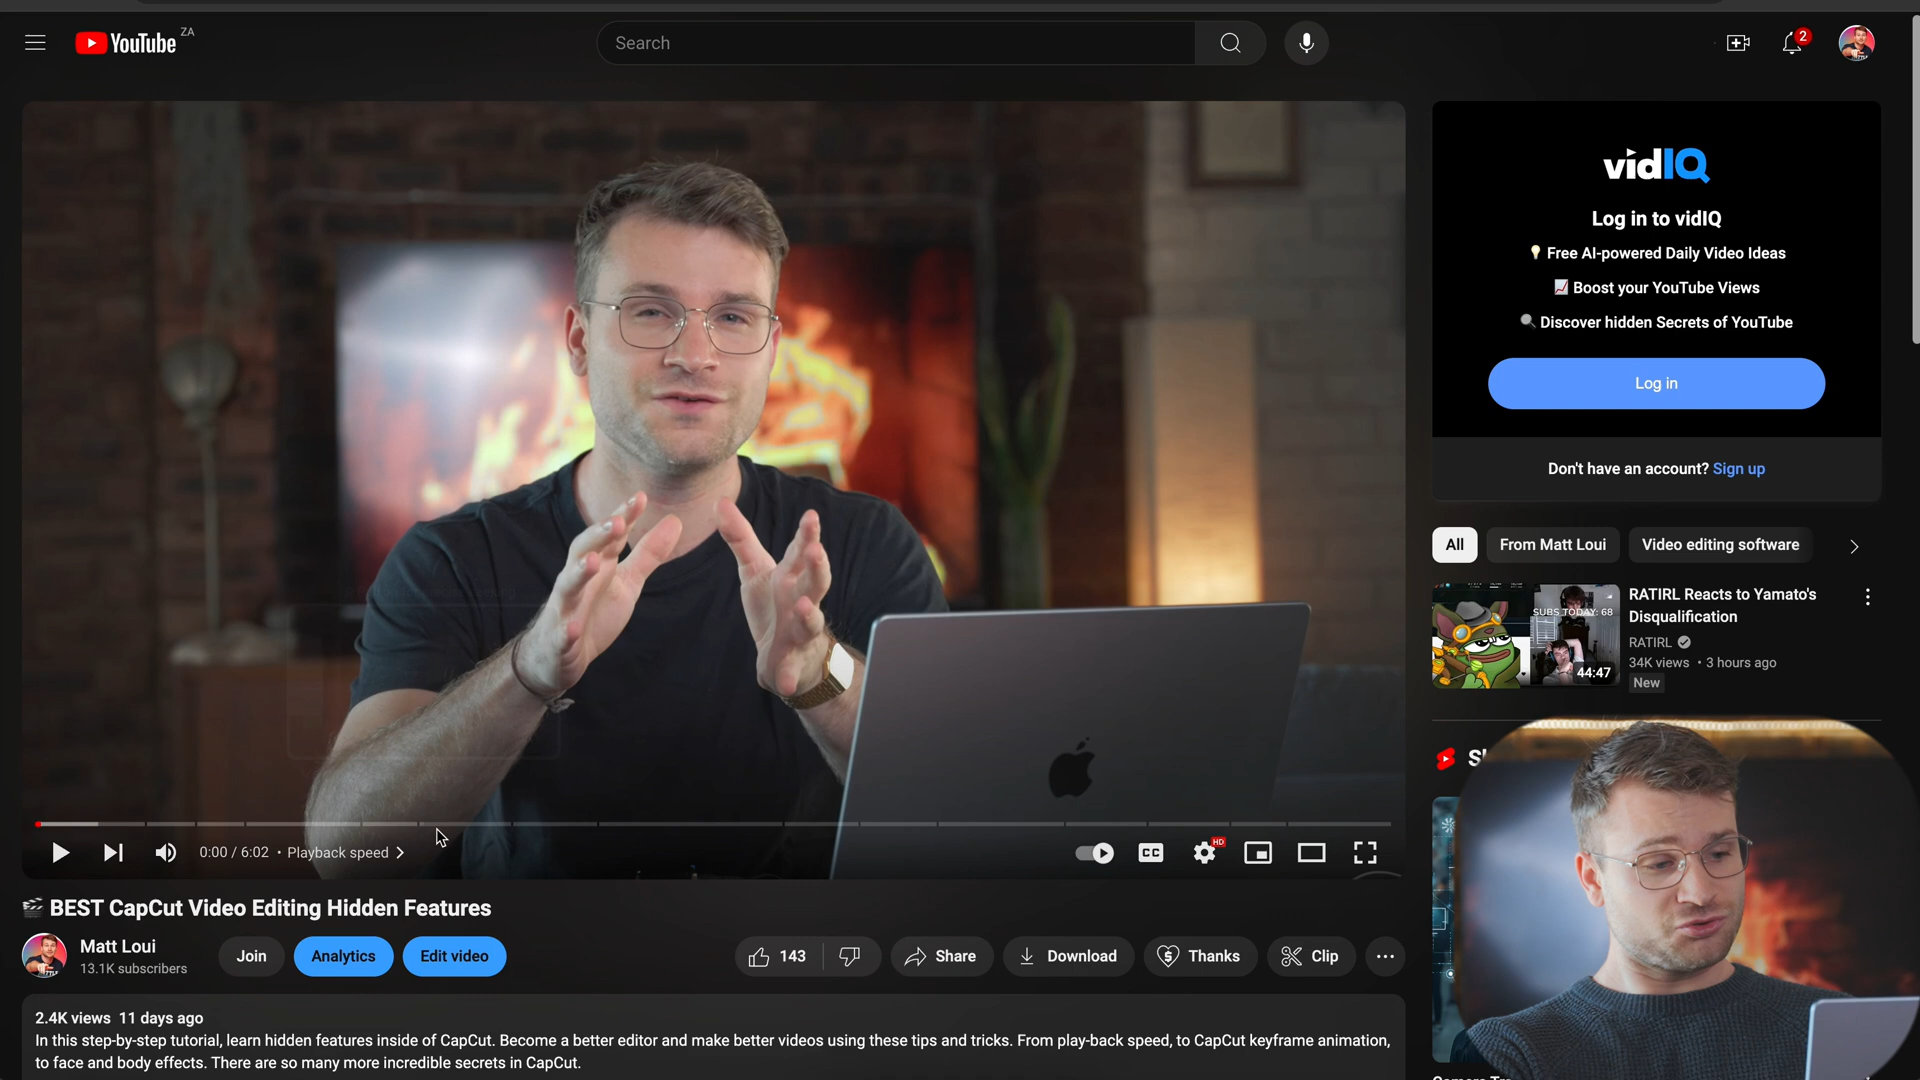 YouTube ZA
Search
2
vidIQ
Log in to vidIQ
Free AI-powered Daily Video Ideas
Boost your YouTube Views
Discover hidden Secrets of YouTube
Log in
Don't have an account? Sign up
All
From Matt Loui
Video editing software
SUBS TODAY: 68
44:47
RATIRL Reacts to Yamato's
Disqualification
RATIRL
34K views • 3 hours ago
New
0:00 / 6:02 • Playback speed
CC
HD
🎬 BEST CapCut Video Editing Hidden Features
Matt Loui
13.1K subscribers
Join
Analytics
Edit video
143
Share
Download
Thanks
Clip
2.4K views 11 days ago
In this step-by-step tutorial, learn hidden features inside of CapCut. Become a better editor and make better videos using these tips and tricks. From play-back speed, to CapCut keyframe animation,
to face and body effects. There are so many more incredible secrets in CapCut.